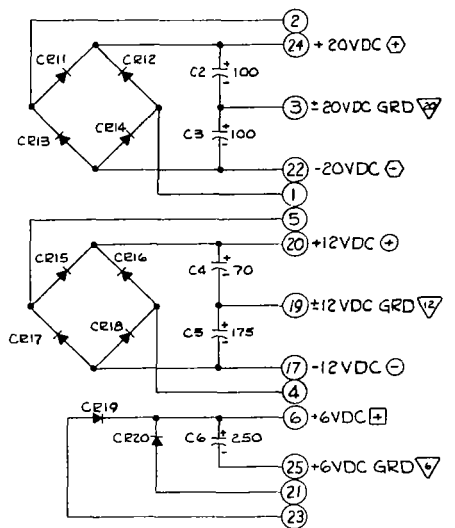 2
24 +20VDC +
CR11 CR12
C2 + 100 -
3 ±20VDC GRD 20
C3 + 100 -
CR13 CR14
22 -20VDC -
1
5
20 +12VDC +
CR15 CR16
C4 + 70 -
19 ±12VDC GRD 12
C5 + 175 -
CR17 CR18
17 -12VDC -
4
CR19
6 +6VDC +
CR20 C6 + 250 -
25 +6VDC GRD 6
21
23